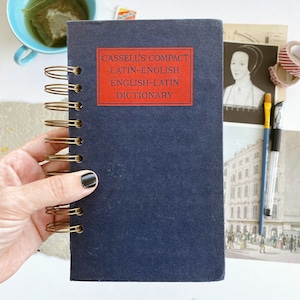 CASSELL'S COMPACT
LATIN-ENGLISH
ENGLISH-LATIN
DICTIONARY